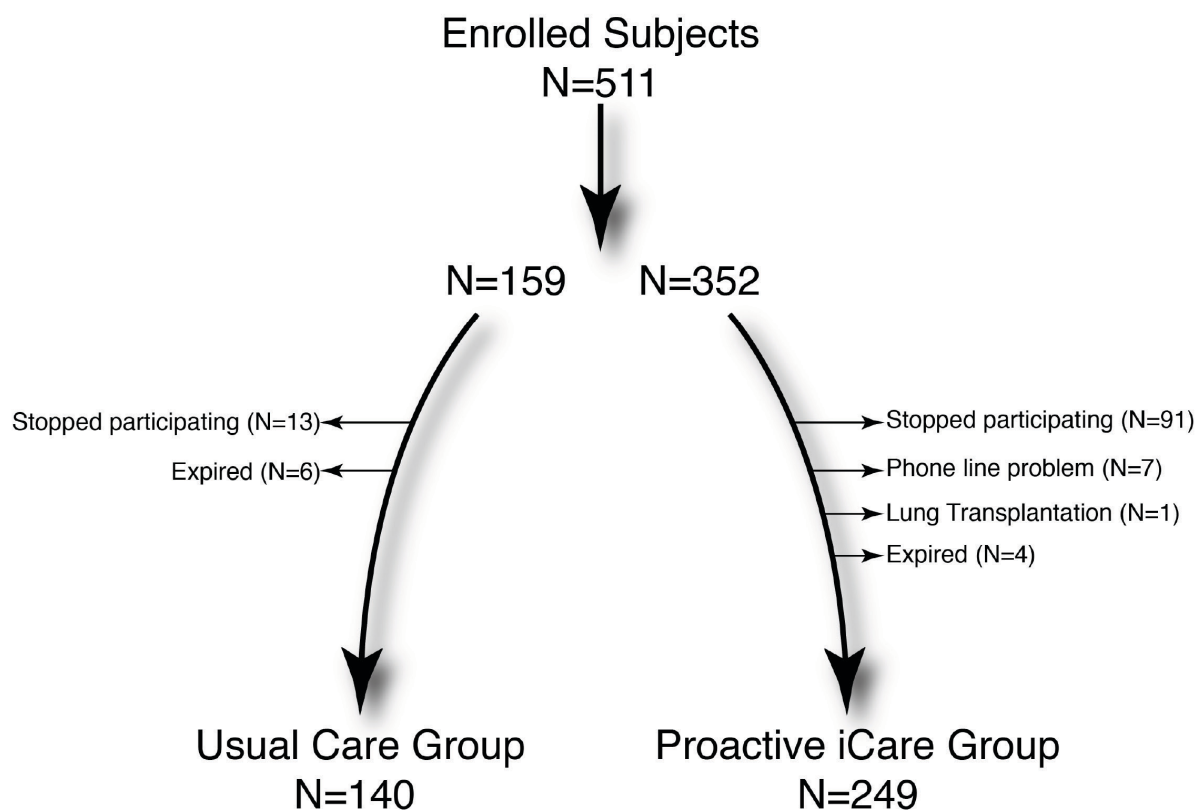 Enrolled Subjects
N=511
N=159
N=352
Stopped participating (N=13)
Expired (N=6)
Stopped participating (N=91)
Phone line problem (N=7)
Lung Transplantation (N=1)
Expired (N=4)
Usual Care Group
N=140
Proactive iCare Group
N=249